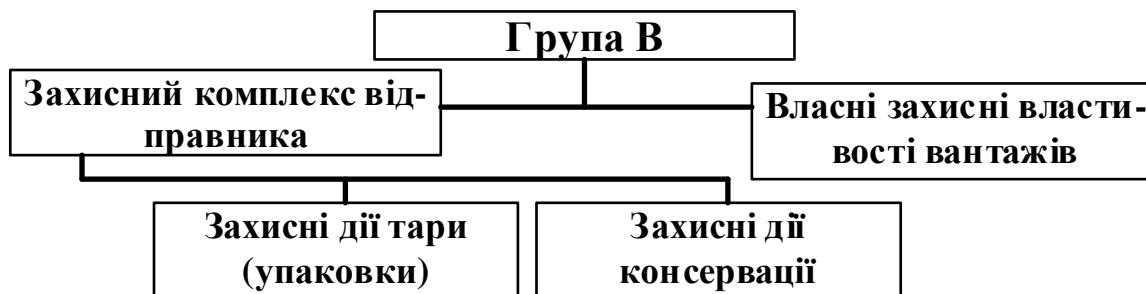 Група В
Захисний комплекс від-
правника
Власні захисні власти-
вості вантажів
Захисні дії тари
(упаковки)
Захисні дії
консервації